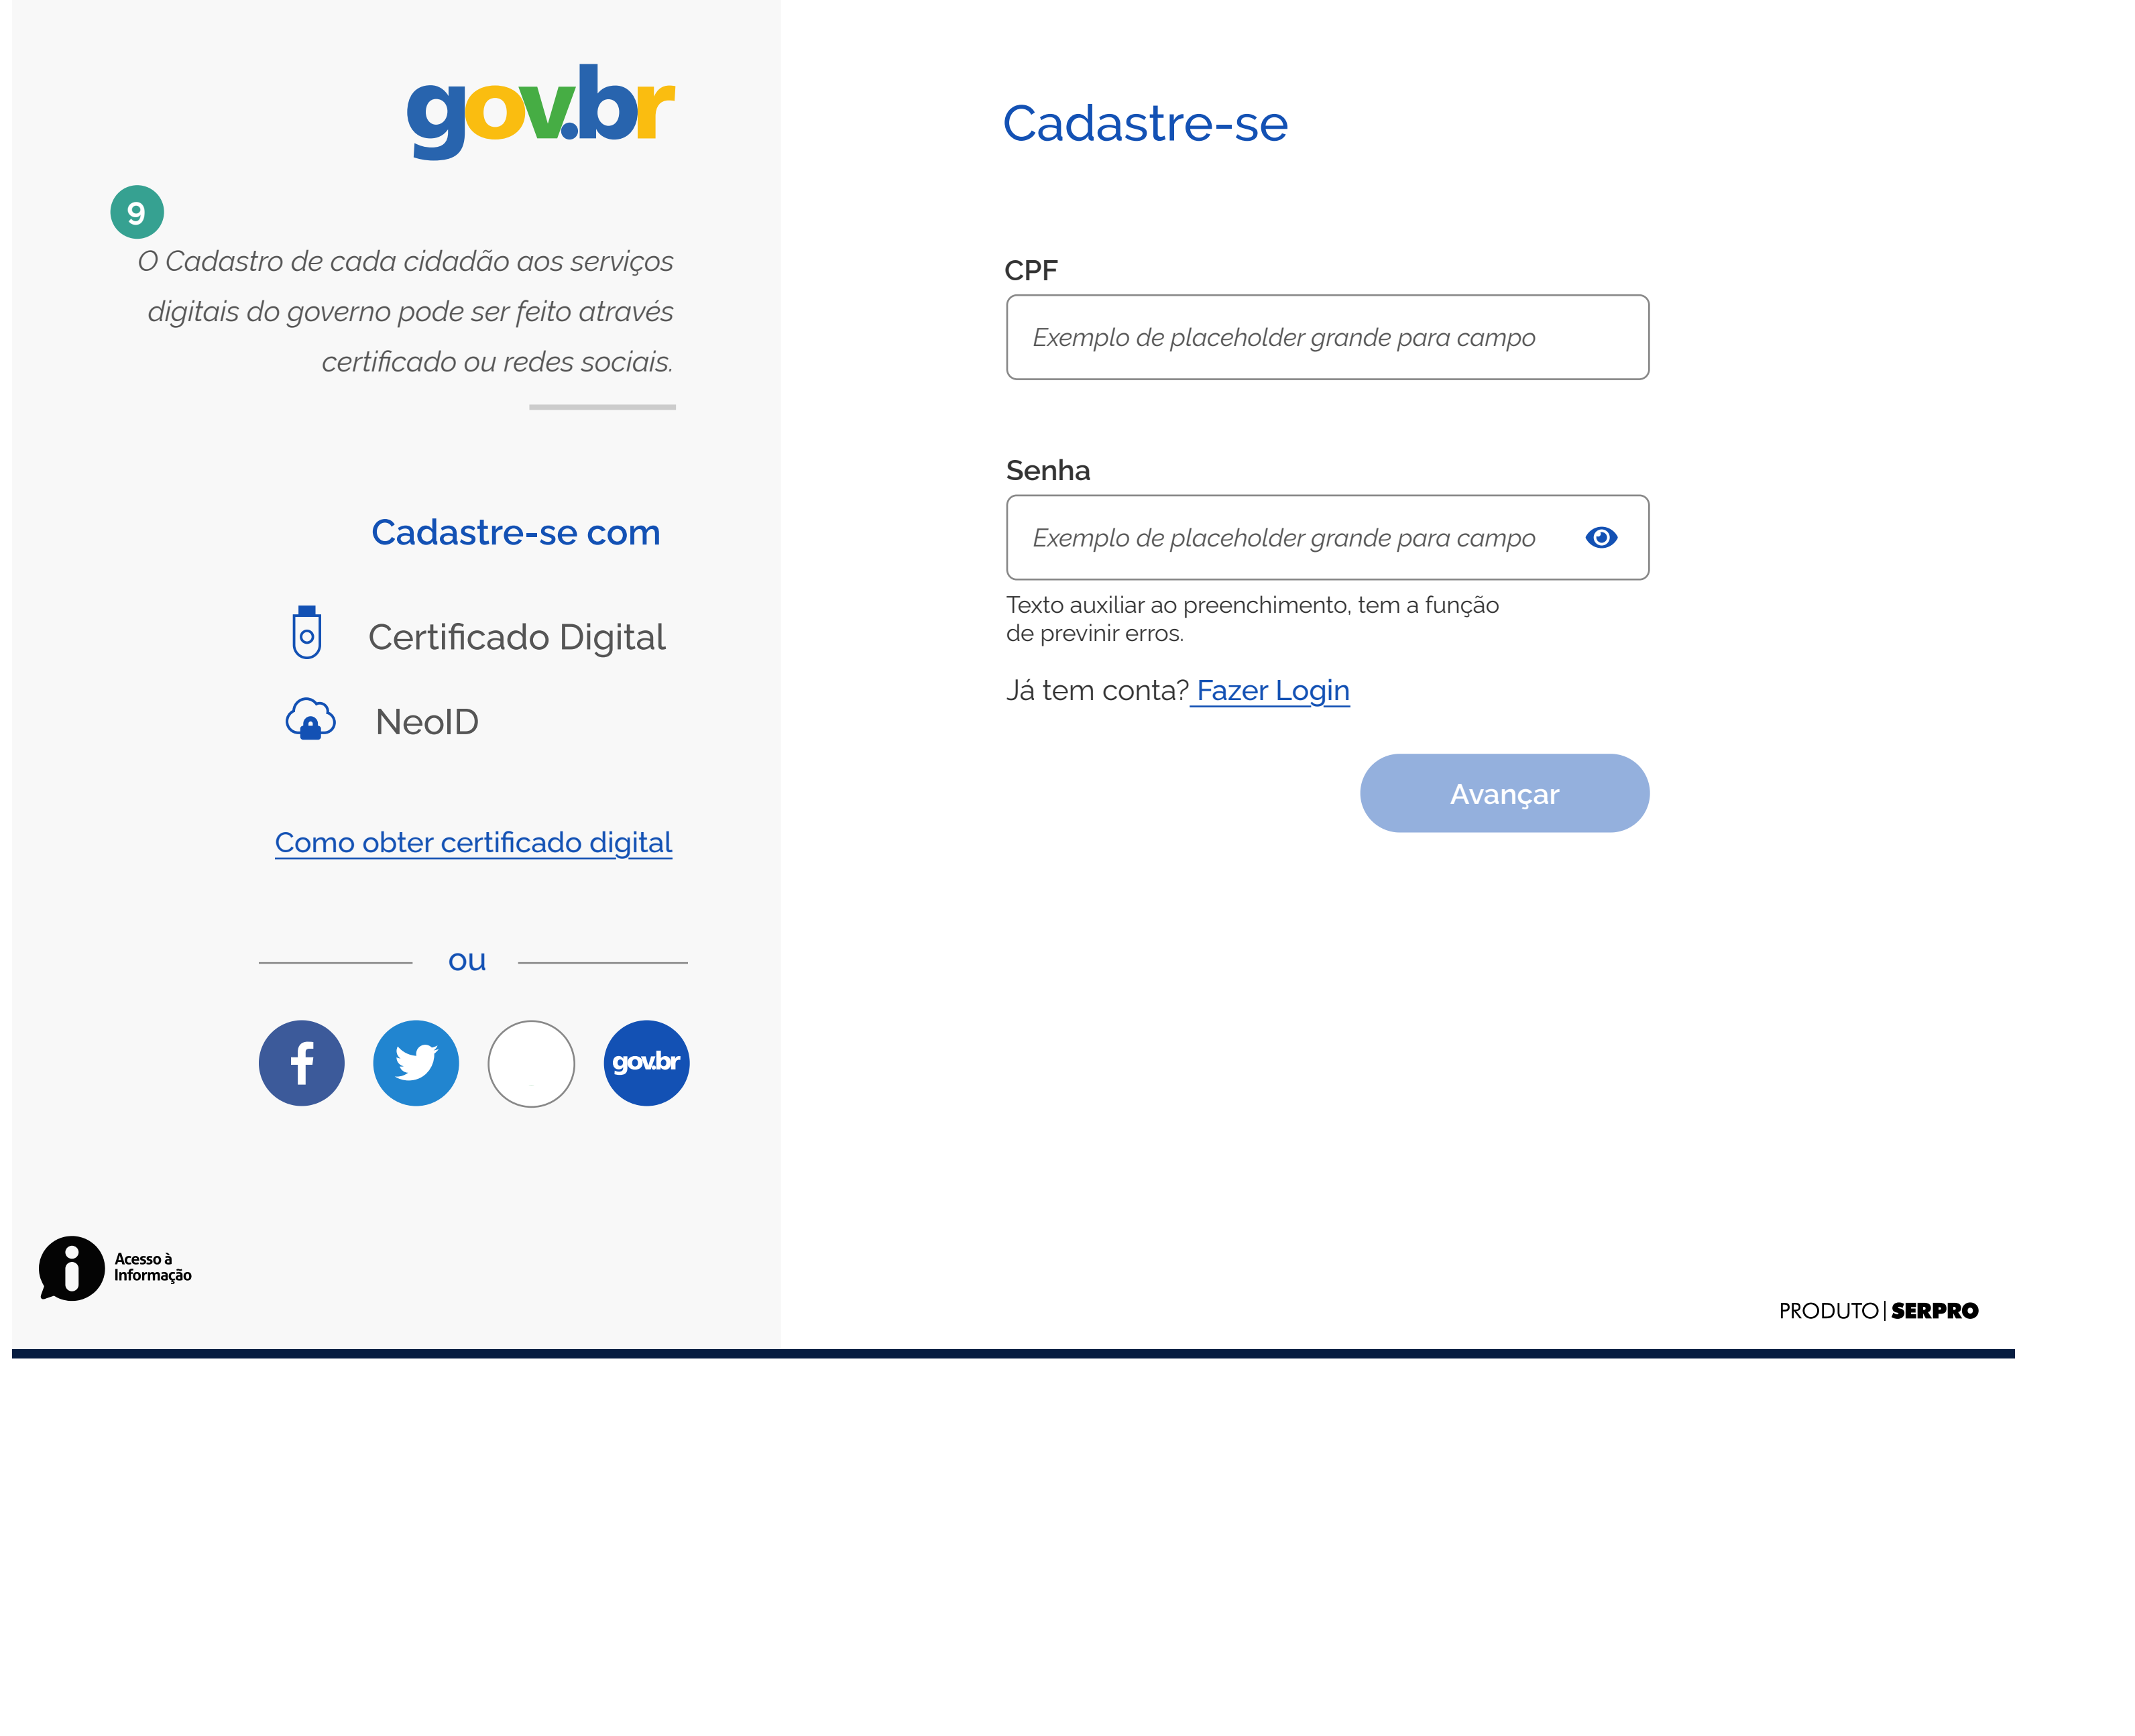 gov.br
9
O Cadastro de cada cidadão aos serviços
digitais do governo pode ser feito através
certificado ou redes sociais.
Cadastre-se com
Certificado Digital
NeoID
Como obter certificado digital
ou
gov.br
Acesso à
Informação
Cadastre-se
CPF
Exemplo de placeholder grande para campo
Senha
Exemplo de placeholder grande para campo
Texto auxiliar ao preenchimento, tem a função
de previnir erros.
Já tem conta? Fazer Login
Avançar
PRODUTO | SERPRO